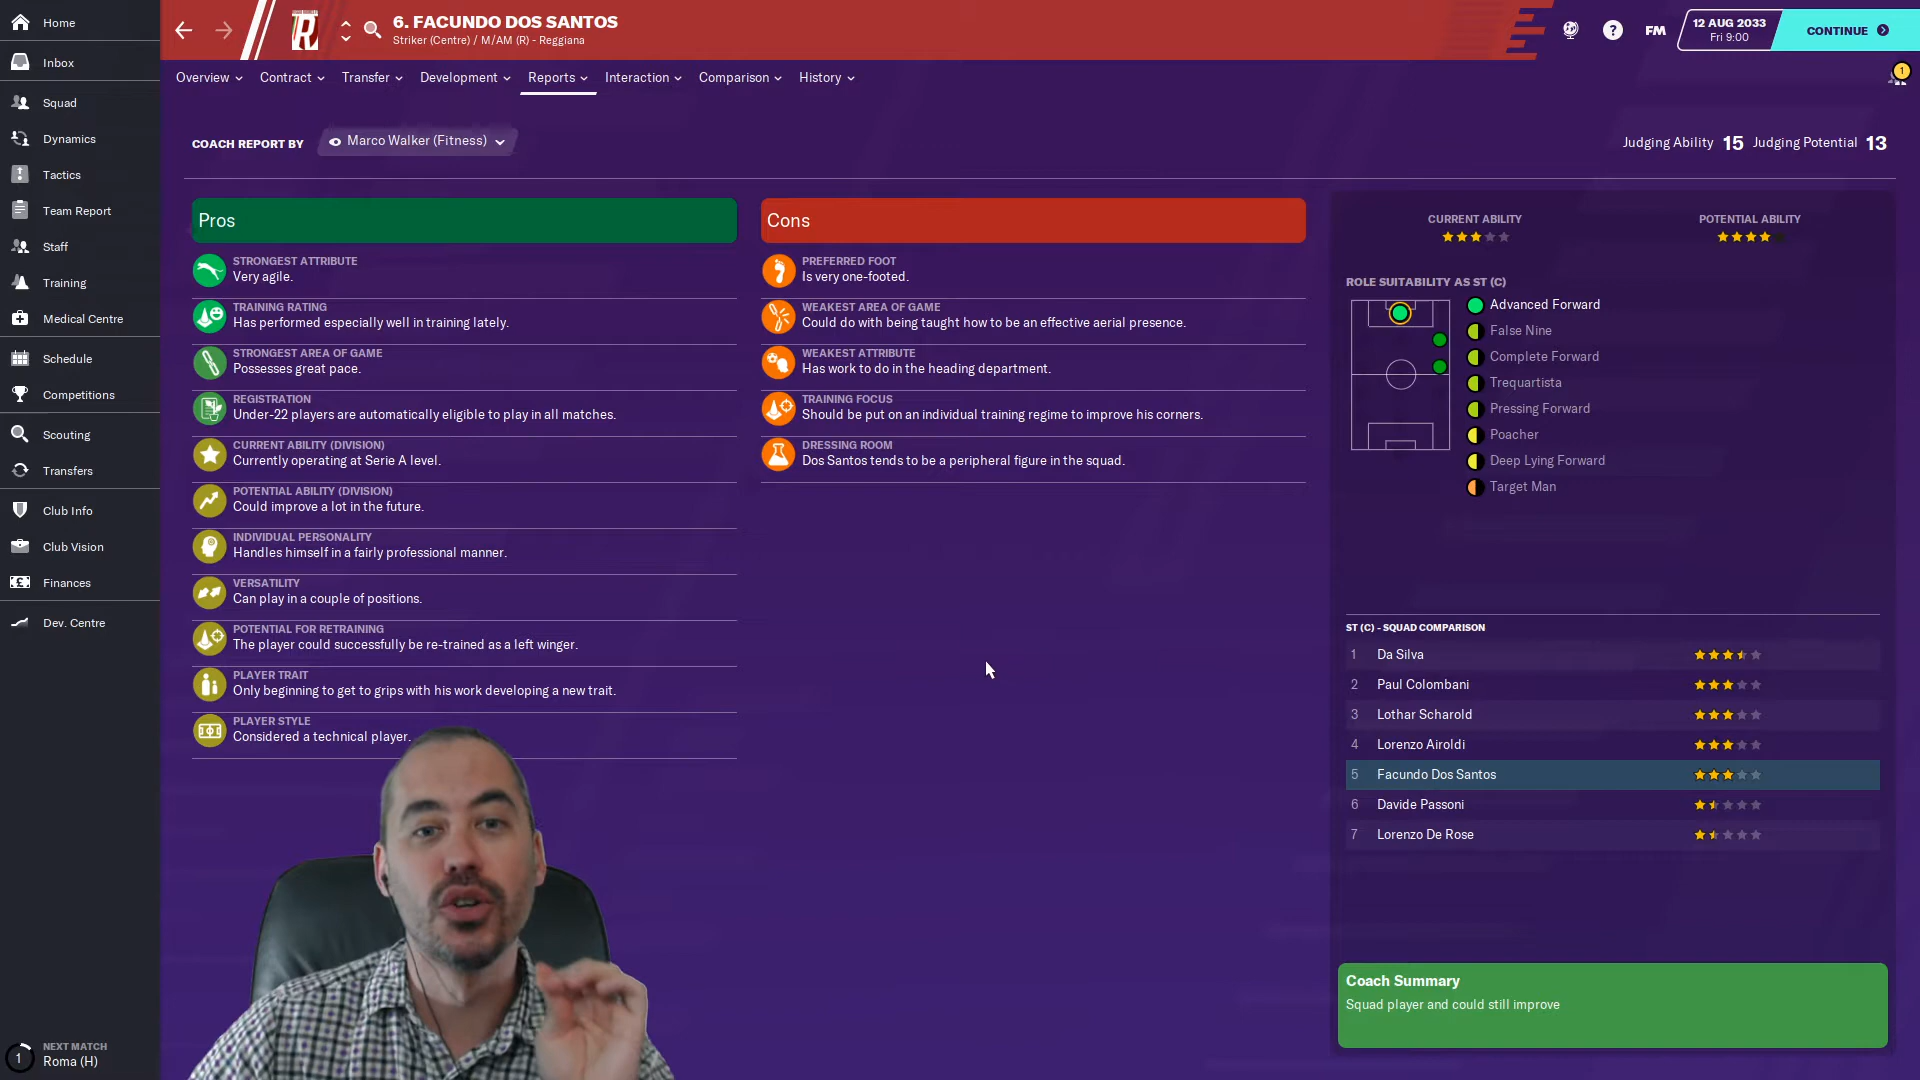 Home
Inbox
Squad
Dynamics
Tactics
Team Report
Staff
Training
Medical Centre
Schedule
Competitions
Scouting
Transfers
Club Info
Club Vision
Finances
Dev. Centre
1
NEXT MATCH
Roma (H)
R
6. FACUNDO DOS SANTOS
Striker (Centre) / M/AM (R) - Reggiana
?
FM
12 AUG 2033
Fri 9:00
CONTINUE
1
Overview
Contract
Transfer
Development
Reports
Interaction
Comparison
History
COACH REPORT BY
Marco Walker (Fitness)
Judging Ability 15 Judging Potential 13
Pros
STRONGEST ATTRIBUTE
Very agile.
TRAINING RATING
Has performed especially well in training lately.
STRONGEST AREA OF GAME
Possesses great pace.
REGISTRATION
Under-22 players are automatically eligible to play in all matches.
CURRENT ABILITY (DIVISION)
Currently operating at Serie A level.
POTENTIAL ABILITY (DIVISION)
Could improve a lot in the future.
INDIVIDUAL PERSONALITY
Handles himself in a fairly professional manner.
VERSATILITY
Can play in a couple of positions.
POTENTIAL FOR RETRAINING
The player could successfully be re-trained as a left winger.
PLAYER TRAIT
Only beginning to get to grips with his work developing a new trait.
PLAYER STYLE
Considered a technical player.
Cons
PREFERRED FOOT
Is very one-footed.
WEAKEST AREA OF GAME
Could do with being taught how to be an effective aerial presence.
WEAKEST ATTRIBUTE
Has work to do in the heading department.
TRAINING FOCUS
Should be put on an individual training regime to improve his corners.
DRESSING ROOM
Dos Santos tends to be a peripheral figure in the squad.
CURRENT ABILITY
POTENTIAL ABILITY
ROLE SUITABILITY AS ST (C)
Advanced Forward
False Nine
Complete Forward
Trequartista
Pressing Forward
Poacher
Deep Lying Forward
Target Man
ST (C) - SQUAD COMPARISON
1 Da Silva
2 Paul Colombani
3 Lothar Scharold
4 Lorenzo Airoldi
5 Facundo Dos Santos
6 Davide Passoni
7 Lorenzo De Rose
Coach Summary
Squad player and could still improve